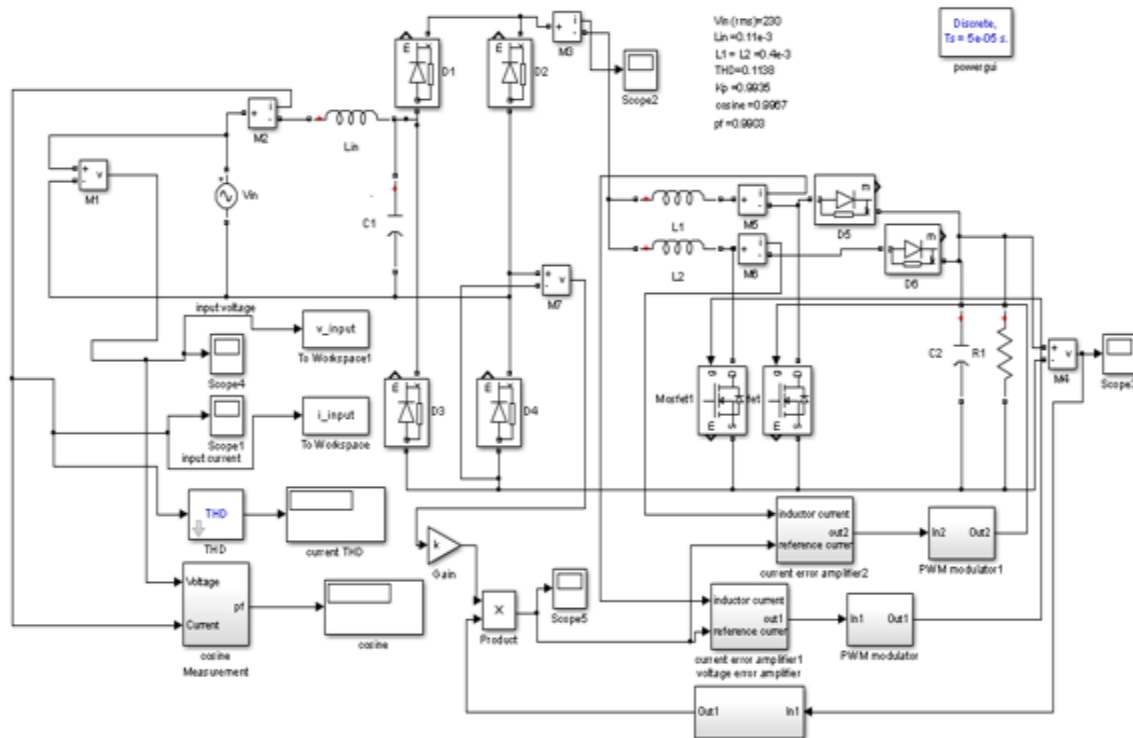 Vin (rms)=230
Lin =0.11e-3
L1 = L2 =0.4e-3
THD=0.1138
Kp =0.9935
cosine =0.9967
pf =0.9903
Discrete,
Ts = 5e-05 s.
powergui
D1
D2
M3
Scope2
M2
Lin
M1
Vin
C1
L1
M5
D5
L2
M6
D6
M7
input voltage
v_input
To Workspace1
Scope4
i_input
To Workspace
Scope1
input current
D3
D4
Mosfet1
C2
R1
M4
THD
THD
current THD
Voltage
pf
Current
cosine
Measurement
cosine
k
Gain
×
Product
Scope5
inductor current
out2
reference curren
current error amplifier2
In2
Out2
PWM modulator1
inductor current
out1
reference curren
current error amplifier1
In1
Out1
PWM modulator
voltage error amplifier
Out1
In1